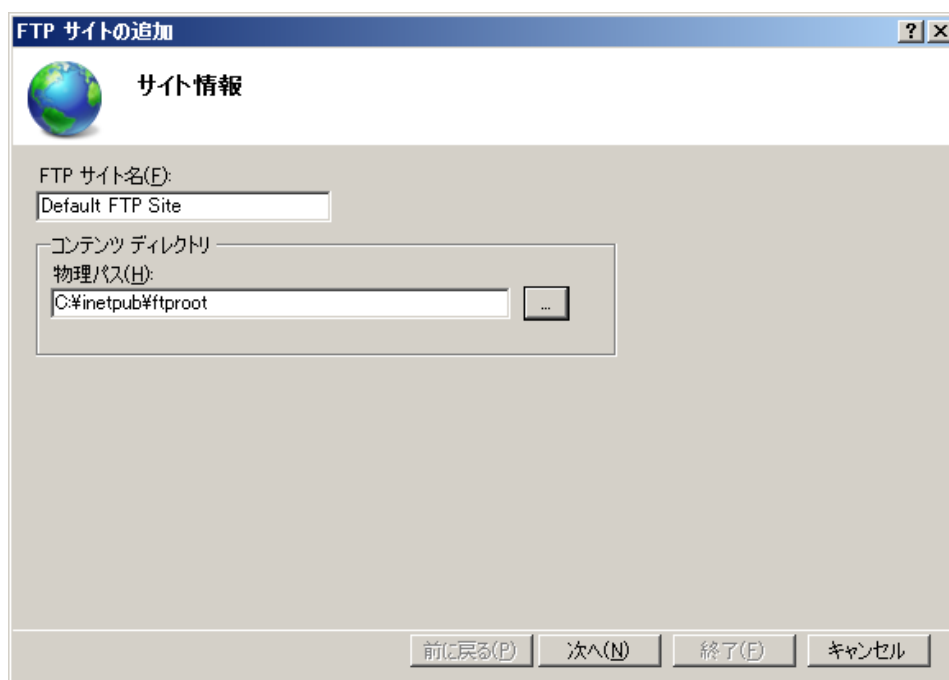 FTP サイトの追加
サイト情報
FTP サイト名(F):
Default FTP Site
コンテンツ ディレクトリ
物理パス(H):
C:¥inetpub¥ftproot
...
前に戻る(P)
次へ(N)
終了(F)
キャンセル